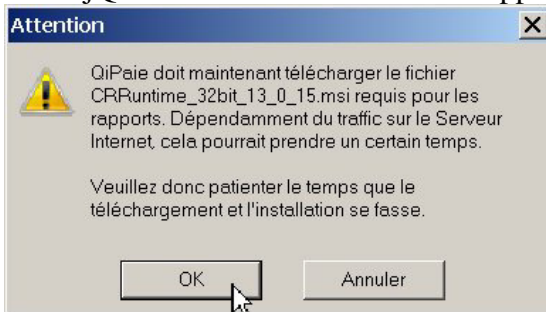 Attention
QiPaie doit maintenant télécharger le fichier
CRRuntime_32bit_13_0_15.msi requis pour les
rapports. Dépendamment du traffic sur le Serveur
Internet, cela pourrait prendre un certain temps.
Veuillez donc patienter le temps que le
téléchargement et l'installation se fasse.
OK
Annuler